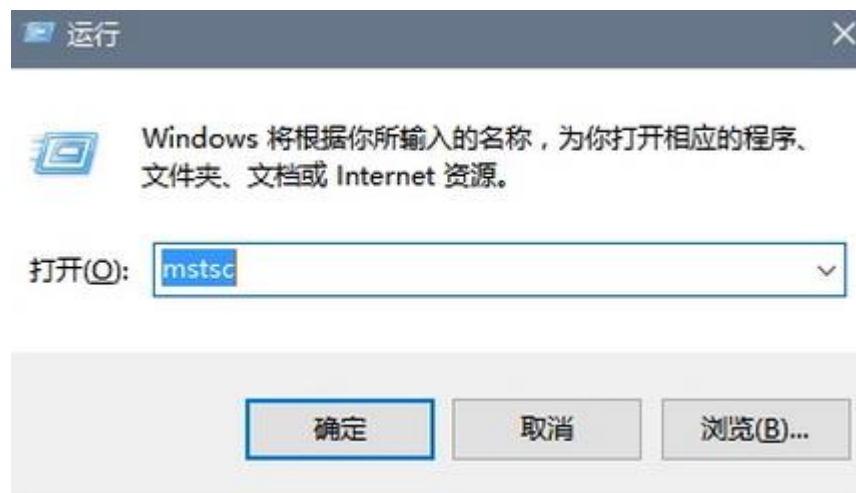 运行
Windows 将根据你所输入的名称，为你打开相应的程序、
文件夹、文档或 Internet 资源。
打开(O): mstsc
确定 取消 浏览(B)...